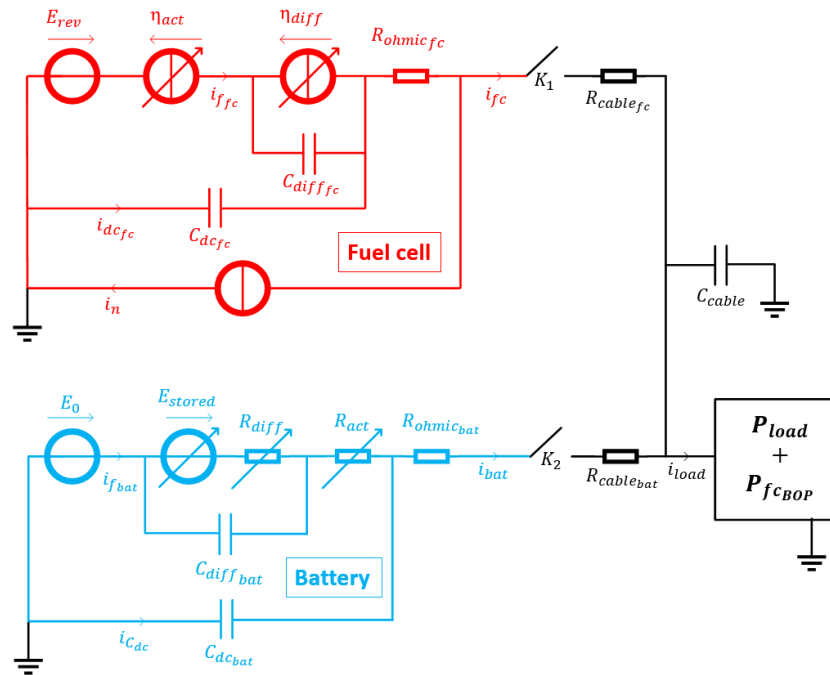 E_rev
η_act
η_diff
R_ohmic_fc
i_f_fc
i_fc
K_1
R_cable_fc
C_diff_fc
i_dc_fc
C_dc_fc
Fuel cell
C_cable
i_n
E_0
E_stored
R_diff
R_act
R_ohmic_bat
i_f_bat
i_bat
K_2
R_cable_bat
i_load
P_load
+
P_fc_BOP
C_diff_bat
Battery
i_C_dc
C_dc_bat